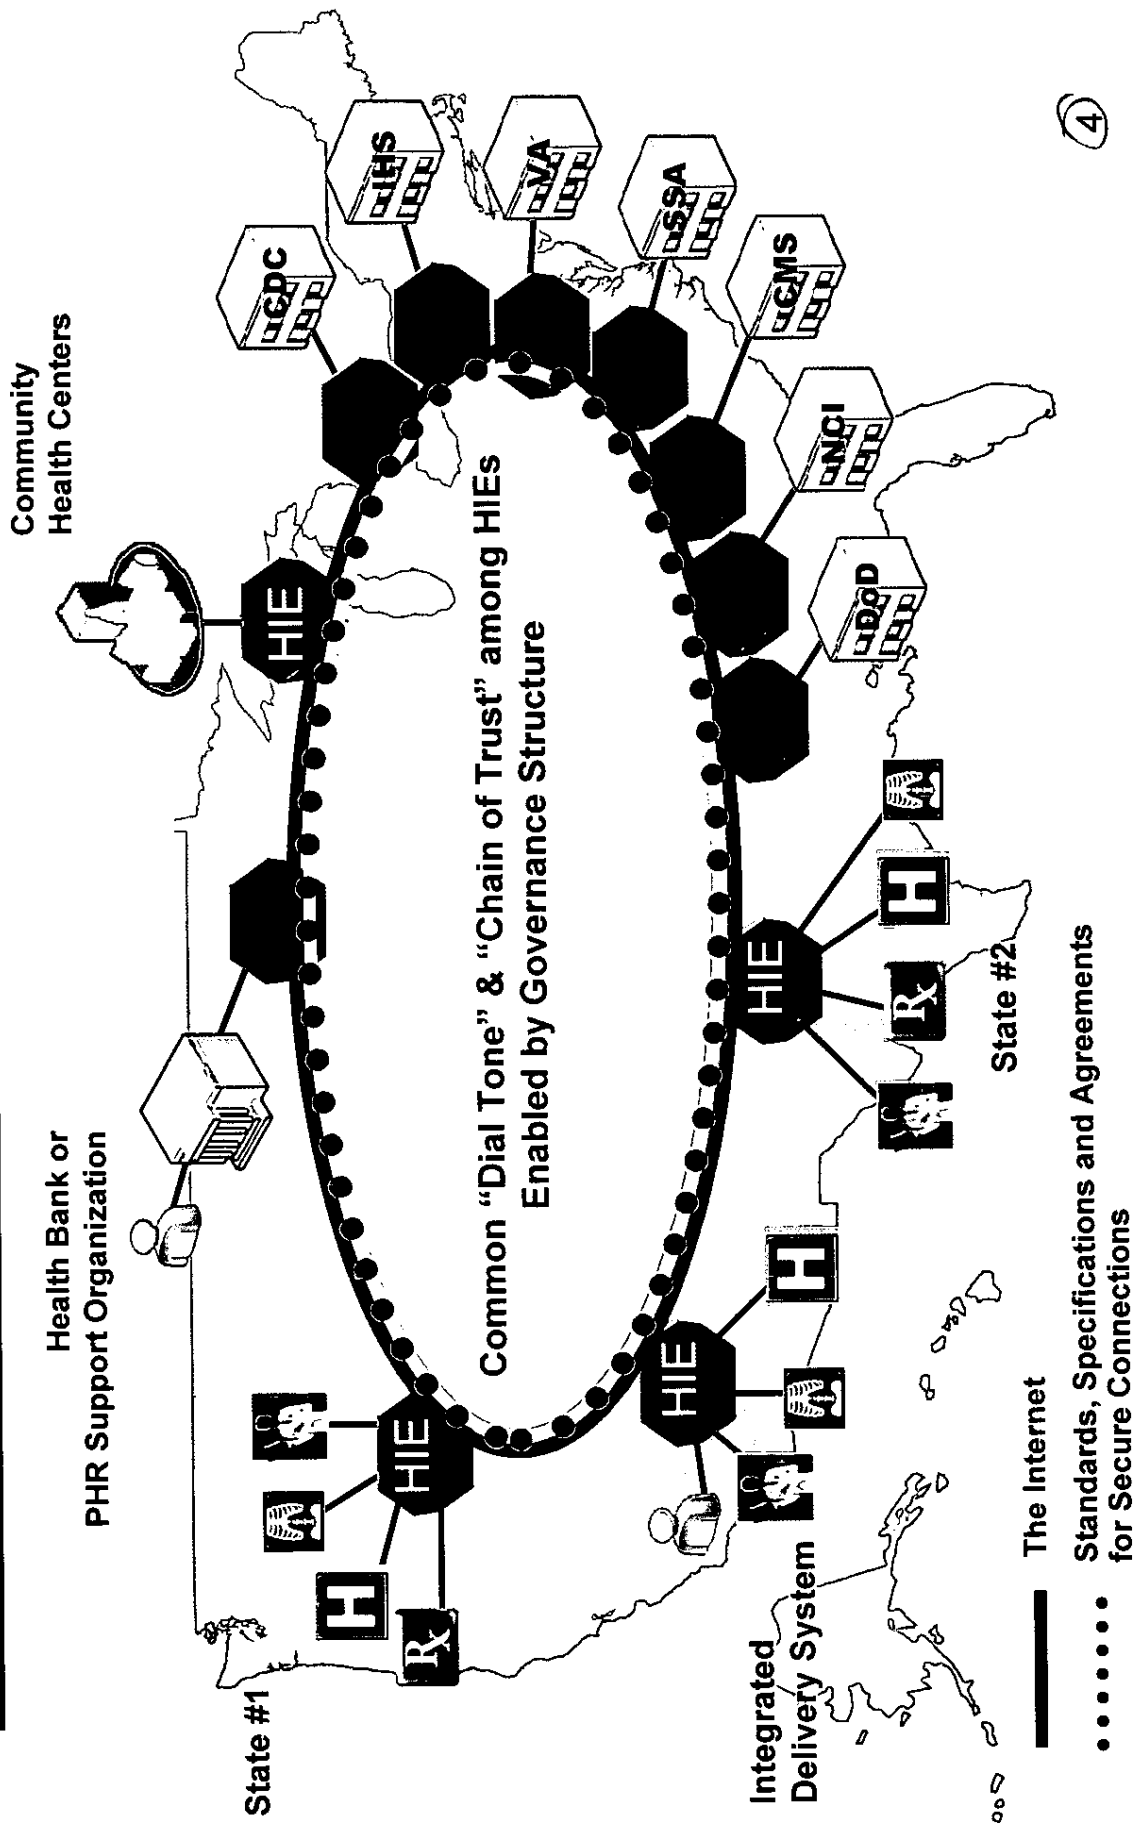 Community
Health Centers
Health Bank or
PHR Support Organization
State #1
HIE
HIE
CDC
IHS
VA
SSA
CMS
NCI
DoD
H
Rx
Common “Dial Tone” & “Chain of Trust” among HIEs
Enabled by Governance Structure
Integrated
Delivery System
HIE
H
HIE
Rx
H
State #2
The Internet
Standards, Specifications and Agreements
for Secure Connections
4